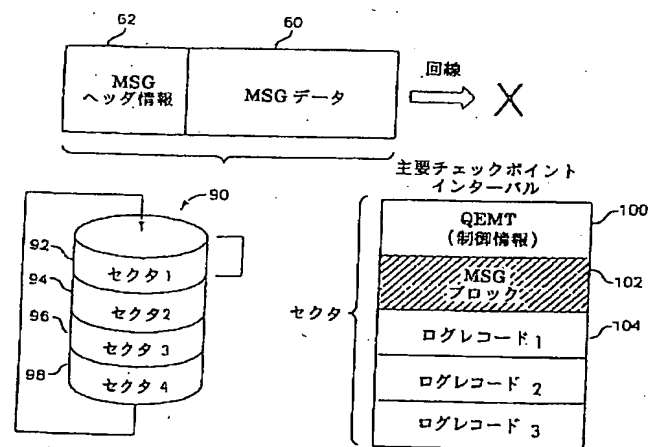 62
60
MSG
ヘッダ情報
MSG データ
回線
X
主要チェックポイント
インターバル
90
92
94
96
98
セクタ 1
セクタ2
セクタ 3
セクタ 4
セクタ
QEMT
(制御情報)
100
MSG
ブロック
102
ログレコード 1
104
ログレコード 2
ログレコード 3